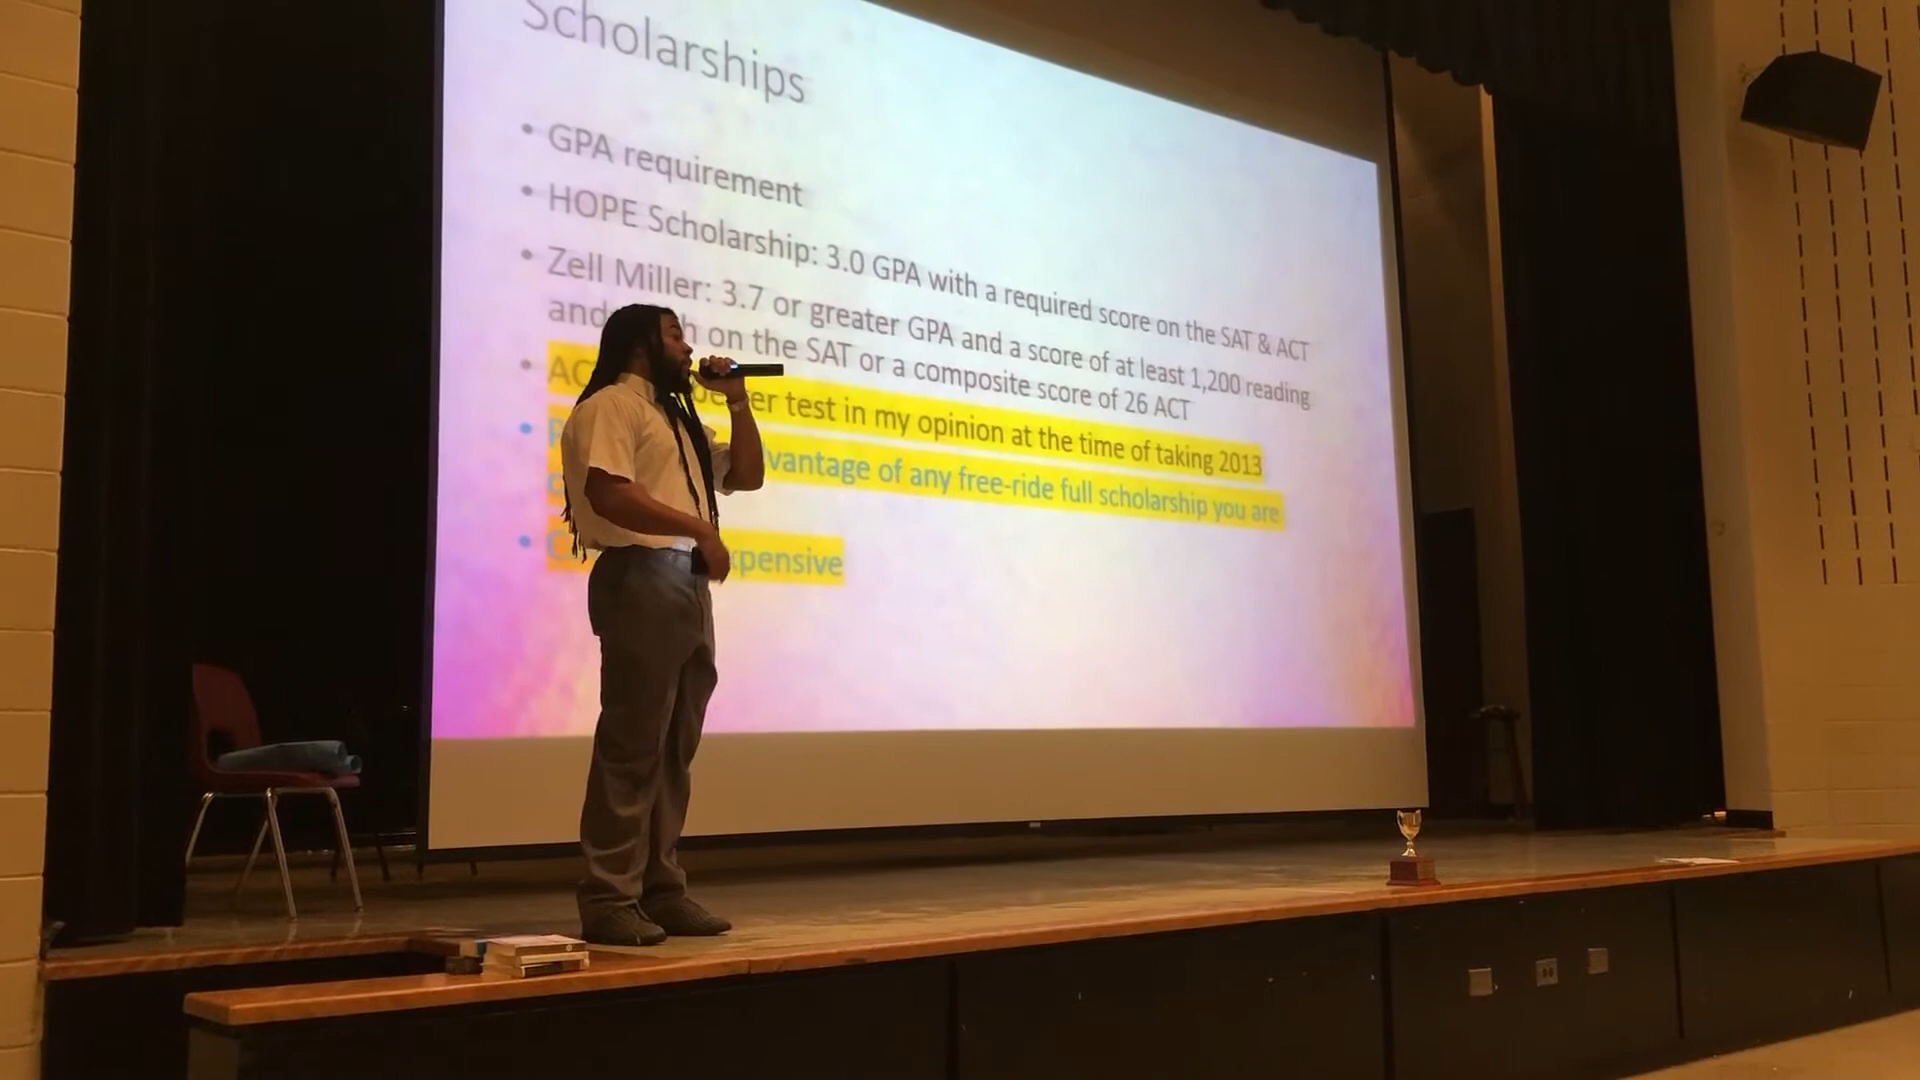 Scholarships
• GPA requirement
• HOPE Scholarship: 3.0 GPA with a required score on the SAT & ACT
• Zell Miller: 3.7 or greater GPA and a score of at least 1,200 reading
and on the SAT or a composite score of 26 ACT
• test in my opinion at the time of taking 2013
• of any free-ride full scholarship you are
•